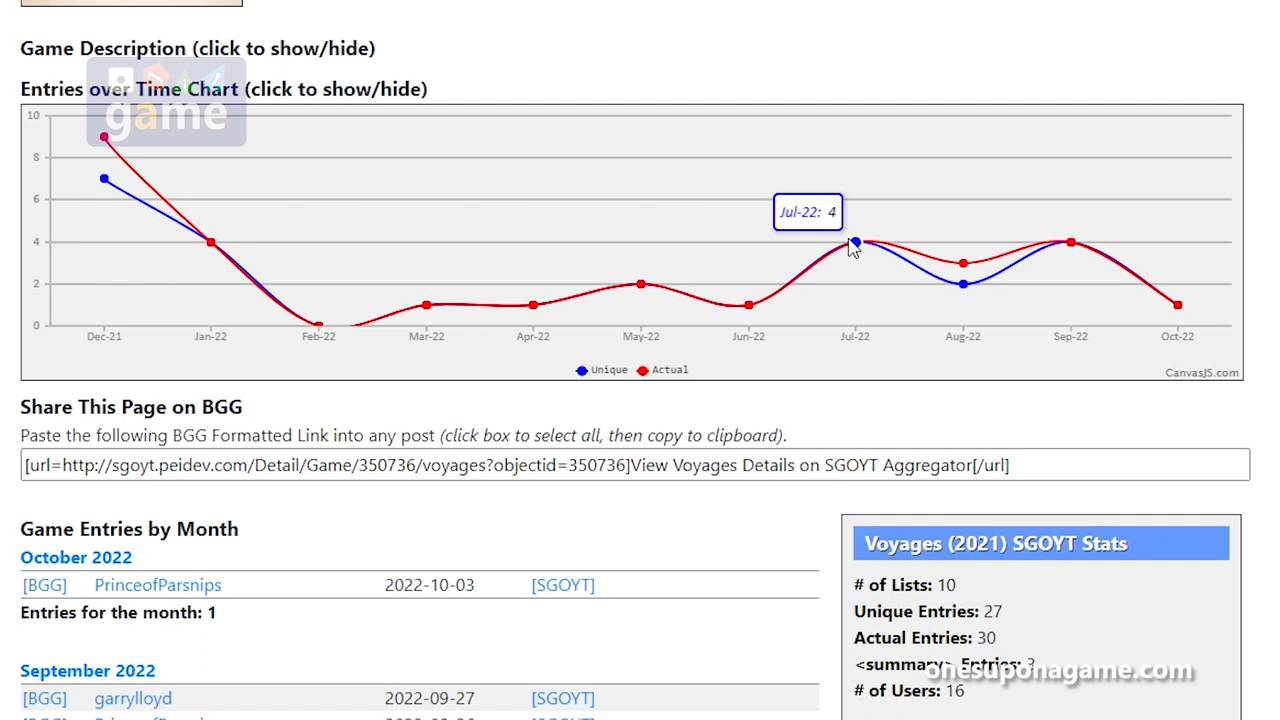 Game Description (click to show/hide)
Entries over Time Chart (click to show/hide)
game
10
8
6
4
2
0
Jul-22: 4
Dec-21 Jan-22 Feb-22 Mar-22 Apr-22 May-22 Jun-22 Jul-22 Aug-22 Sep-22 Oct-22
Unique Actual
CanvasJS.com
Share This Page on BGG
Paste the following BGG Formatted Link into any post (click box to select all, then copy to clipboard).
[url=http://sgoyt.peidev.com/Detail/Game/350736/voyages?objectid=350736]View Voyages Details on SGOYT Aggregator[/url]
Game Entries by Month
October 2022
[BGG] PrinceofParsnips 2022-10-03 [SGOYT]
Entries for the month: 1
September 2022
[BGG] garrylloyd 2022-09-27 [SGOYT]
Voyages (2021) SGOYT Stats
# of Lists: 10
Unique Entries: 27
Actual Entries: 30
<summary> Entries: 3
onesuponagame.com
# of Users: 16